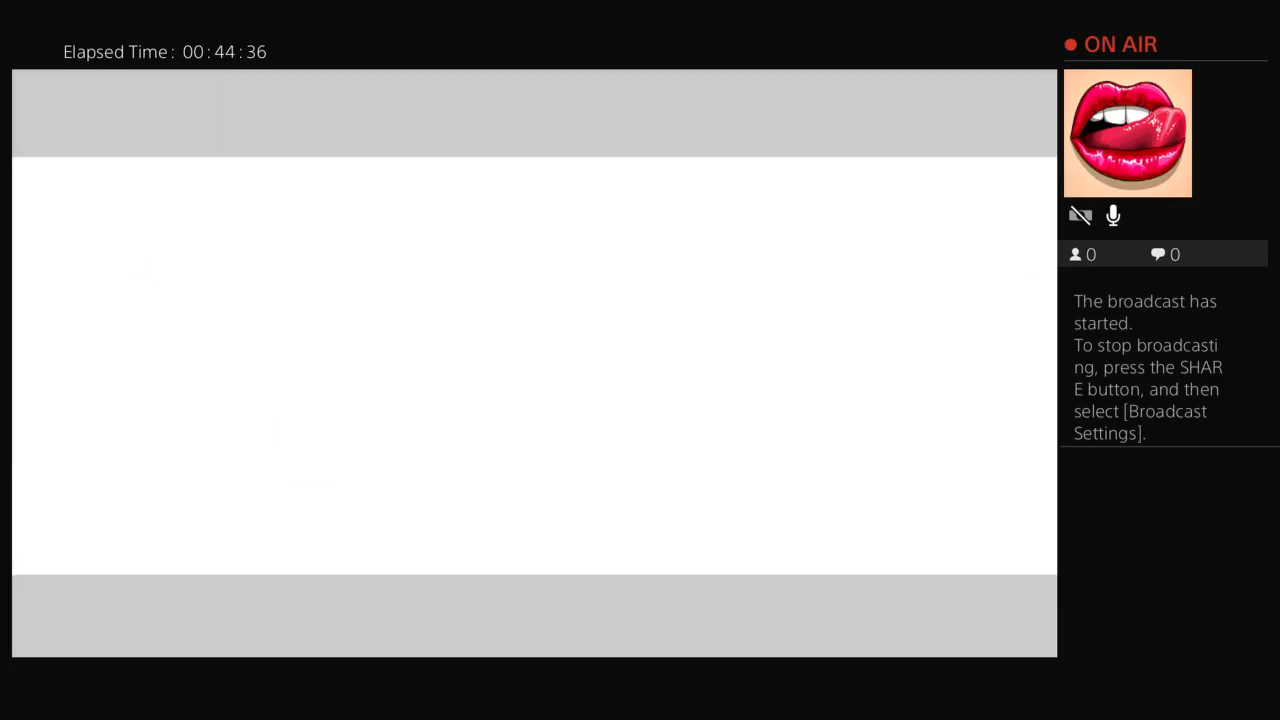 Elapsed Time: 00:44:36
ON AIR
0 0
The broadcast has
started.
To stop broadcasti
ng, press the SHAR
E button, and then
select [Broadcast
Settings].